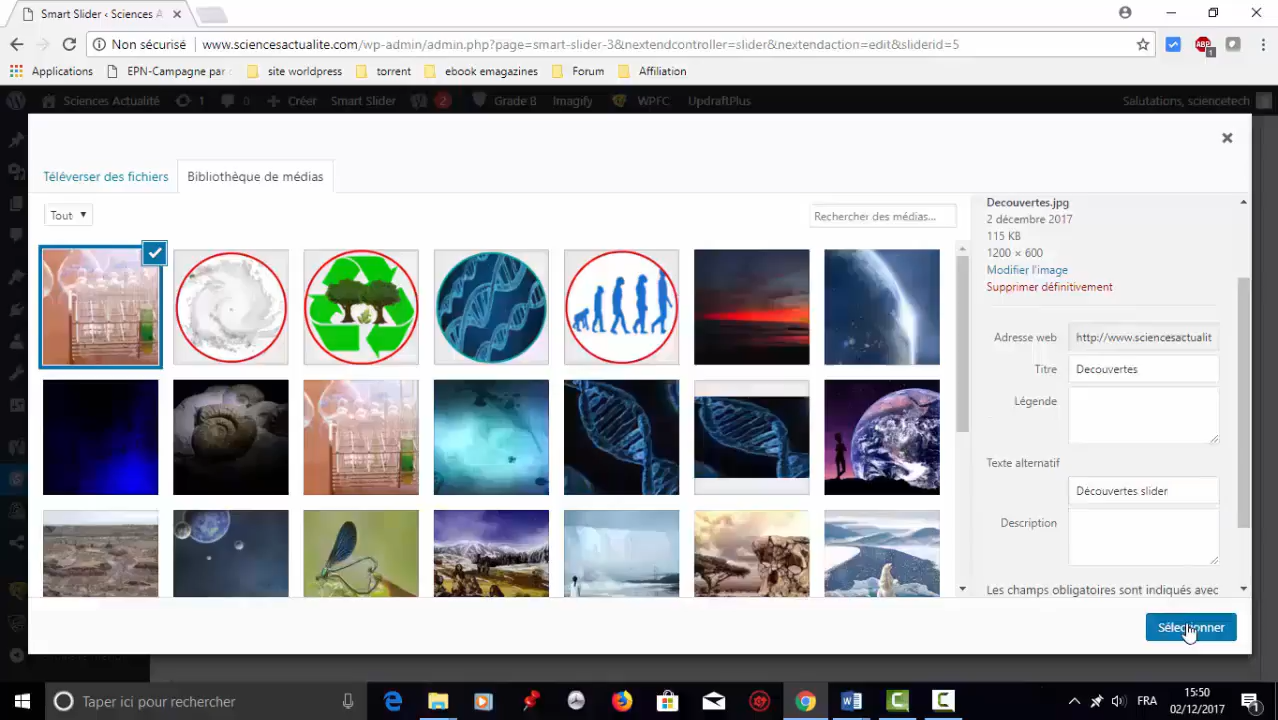 Smart Slider ‹ Sciences A
Non sécurisé www.sciencesactualite.com/wp-admin/admin.php?page=smart-slider-3&nextendcontroller=slider&nextendaction=edit&sliderid=5
Applications EPN-Campagne par site worldpress torrent ebook emagazines Forum Affiliation
Sciences Actualité 1 0 Créer Smart Slider 2 Grade B Imagify WPFC UpdraftPlus Salutations, sciencetech
Téléverser des fichiers Bibliothèque de médias
Tout Rechercher des médias...
Decouvertes.jpg
2 décembre 2017
115 KB
1200 × 600
Modifier l'image
Supprimer définitivement
Adresse web http://www.sciencesactualit
Titre Decouvertes
Légende
Texte alternatif
Découvertes slider
Description
Les champs obligatoires sont indiqués avec
Sélectionner
Taper ici pour rechercher FRA 15:50
02/12/2017